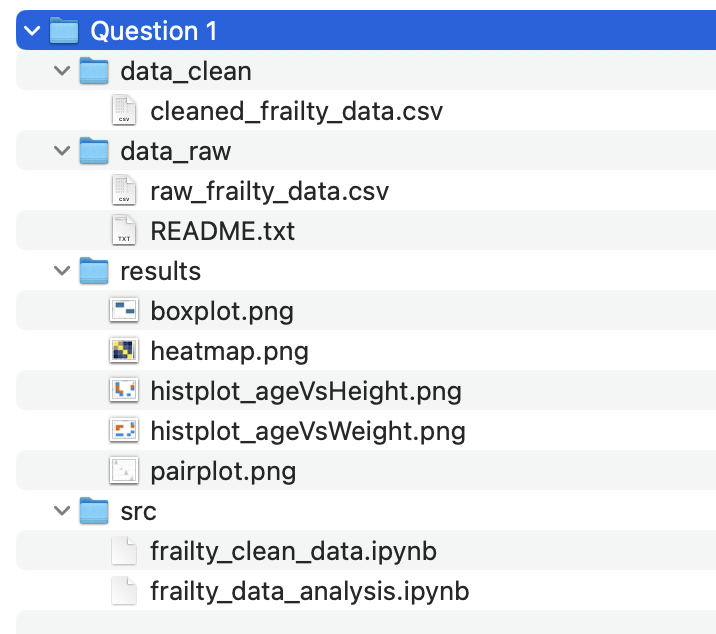 Question 1
data_clean
cleaned_frailty_data.csv
data_raw
raw_frailty_data.csv
README.txt
results
boxplot.png
heatmap.png
histplot_ageVsHeight.png
histplot_ageVsWeight.png
pairplot.png
src
frailty_clean_data.ipynb
frailty_data_analysis.ipynb